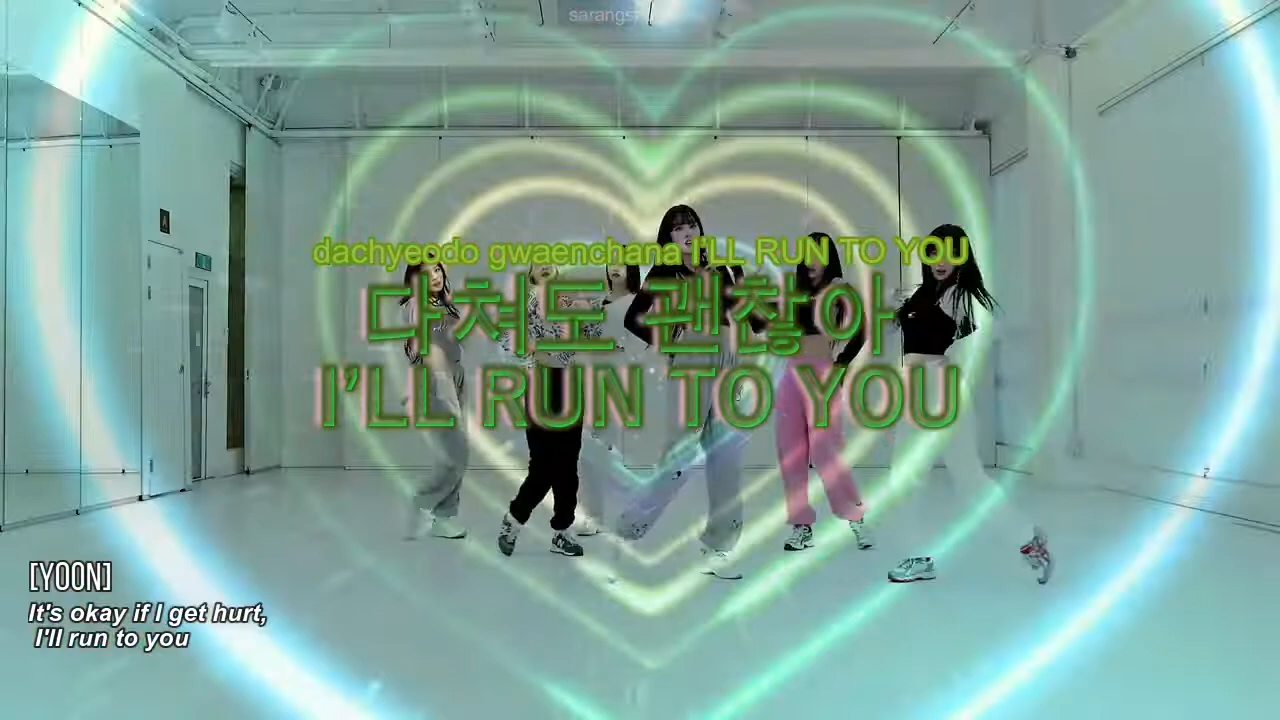 dachyeodo gwaenchana I'LL RUN TO YOU
다쳐도 괜찮아
I'LL RUN TO YOU
[YOON]
It's okay if I get hurt,
I'll run to you